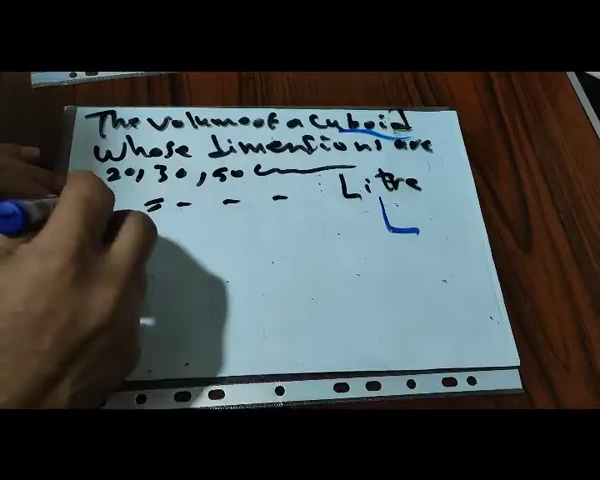 The volume of a cuboid
whose dimensions are
20, 30, 50 cm
= - - - Litre
L